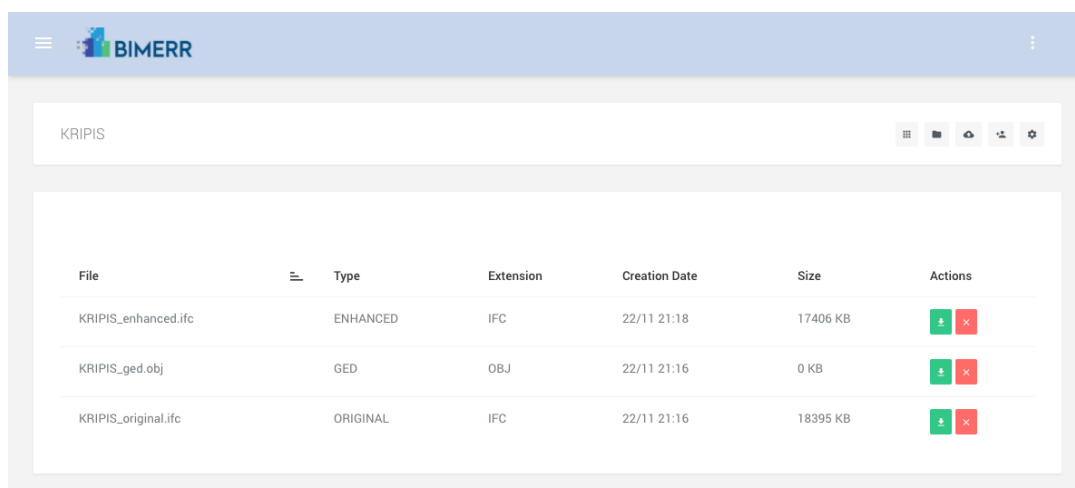 BIMERR
KRIPIS
File Type Extension Creation Date Size Actions
KRIPIS_enhanced.ifc ENHANCED IFC 22/11 21:18 17406 KB
KRIPIS_ged.obj GED OBJ 22/11 21:16 0 KB
KRIPIS_original.ifc ORIGINAL IFC 22/11 21:16 18395 KB